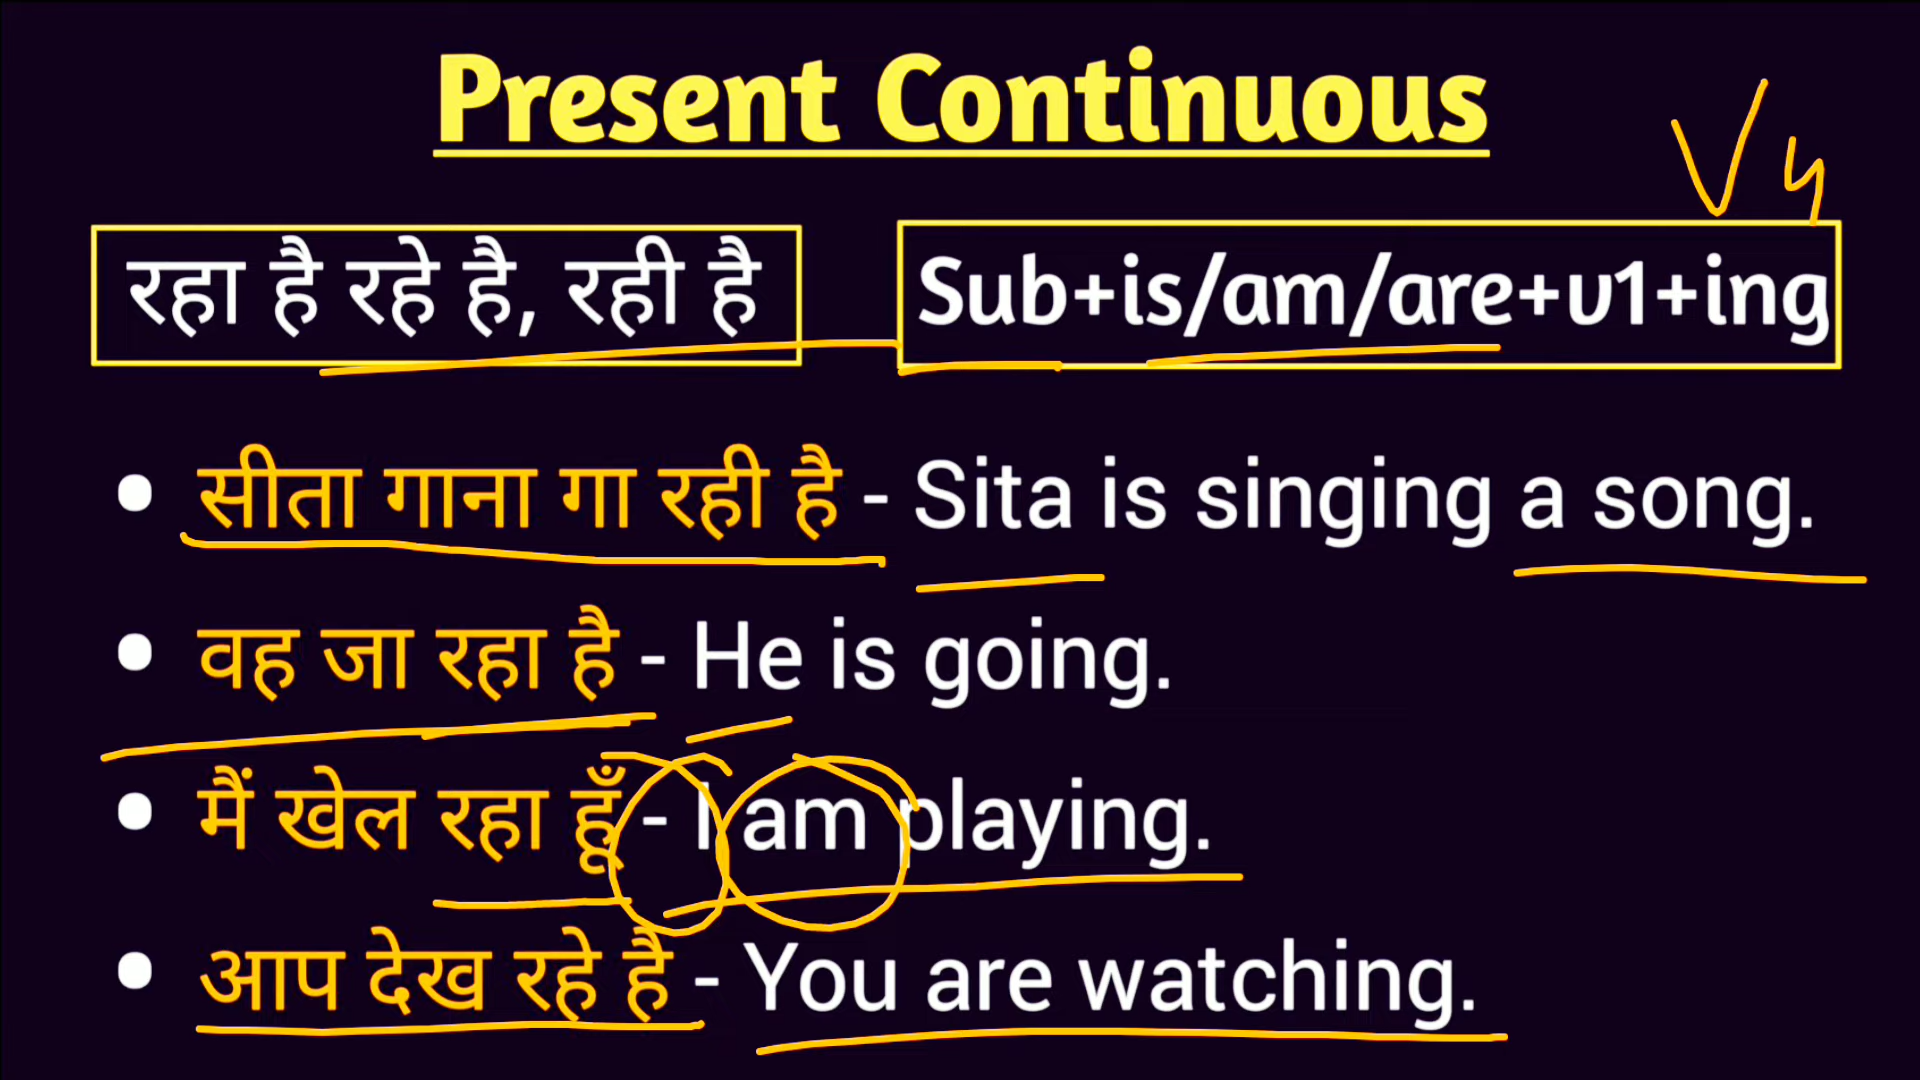 Present Continuous
V4
रहा है रहे है, रही है
Sub+is/am/are+v1+ing
• सीता गाना गा रही है - Sita is singing a song.
• वह जा रहा है - He is going.
• मैं खेल रहा हूँ - I am playing.
• आप देख रहे है - You are watching.